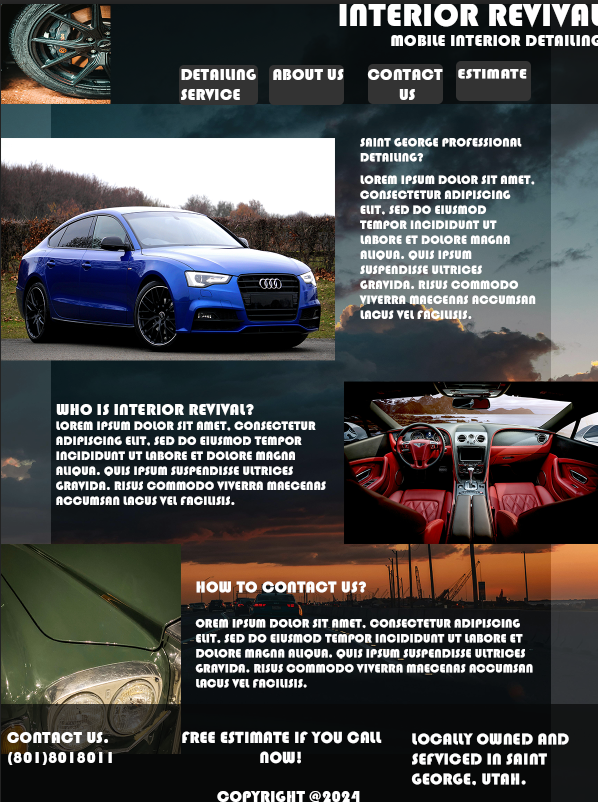 INTERIOR REVIVAL
MOBILE INTERIOR DETAILING
DETAILING
SERVICE
ABOUT US
CONTACT
US
ESTIMATE
SAINT GEORGE PROFESSIONAL
DETAILING?
LOREM IPSUM DOLOR SIT AMET,
CONSECTETUR ADIPISCING
ELIT, SED DO EIUSMOD
TEMPOR INCIDIDUNT UT
LABORE ET DOLORE MAGNA
ALIQUA. QUIS IPSUM
SUSPENDISSE ULTRICES
GRAVIDA. RISUS COMMODO
VIVERRA MAECENAS ACCUMSAN
LACUS VEL FACILISIS.
WHO IS INTERIOR REVIVAL?
LOREM IPSUM DOLOR SIT AMET, CONSECTETUR
ADIPISCING ELIT, SED DO EIUSMOD TEMPOR
INCIDIDUNT UT LABORE ET DOLORE MAGNA
ALIQUA. QUIS IPSUM SUSPENDISSE ULTRICES
GRAVIDA. RISUS COMMODO VIVERRA MAECENAS
ACCUMSAN LACUS VEL FACILISIS.
HOW TO CONTACT US?
OREM IPSUM DOLOR SIT AMET, CONSECTETUR ADIPISCING
ELIT, SED DO EIUSMOD TEMPOR INCIDIDUNT UT LABORE ET
DOLORE MAGNA ALIQUA. QUIS IPSUM SUSPENDISSE ULTRICES
GRAVIDA. RISUS COMMODO VIVERRA MAECENAS ACCUMSAN
LACUS VEL FACILISIS.
CONTACT US.
(801)8018011
FREE ESTIMATE IF YOU CALL
NOW!
LOCALLY OWNED AND
SEFVICED IN SAINT
GEORGE, UTAH.
COPYRIGHT @2024